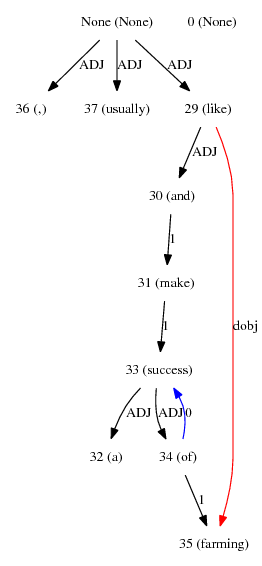 None (None) 0 (None)
ADJ ADJ ADJ
36 (,) 37 (usually) 29 (like)
ADJ
30 (and)
1
31 (make)
1 dobj
33 (success)
ADJ ADJ 0
32 (a) 34 (of)
1
35 (farming)